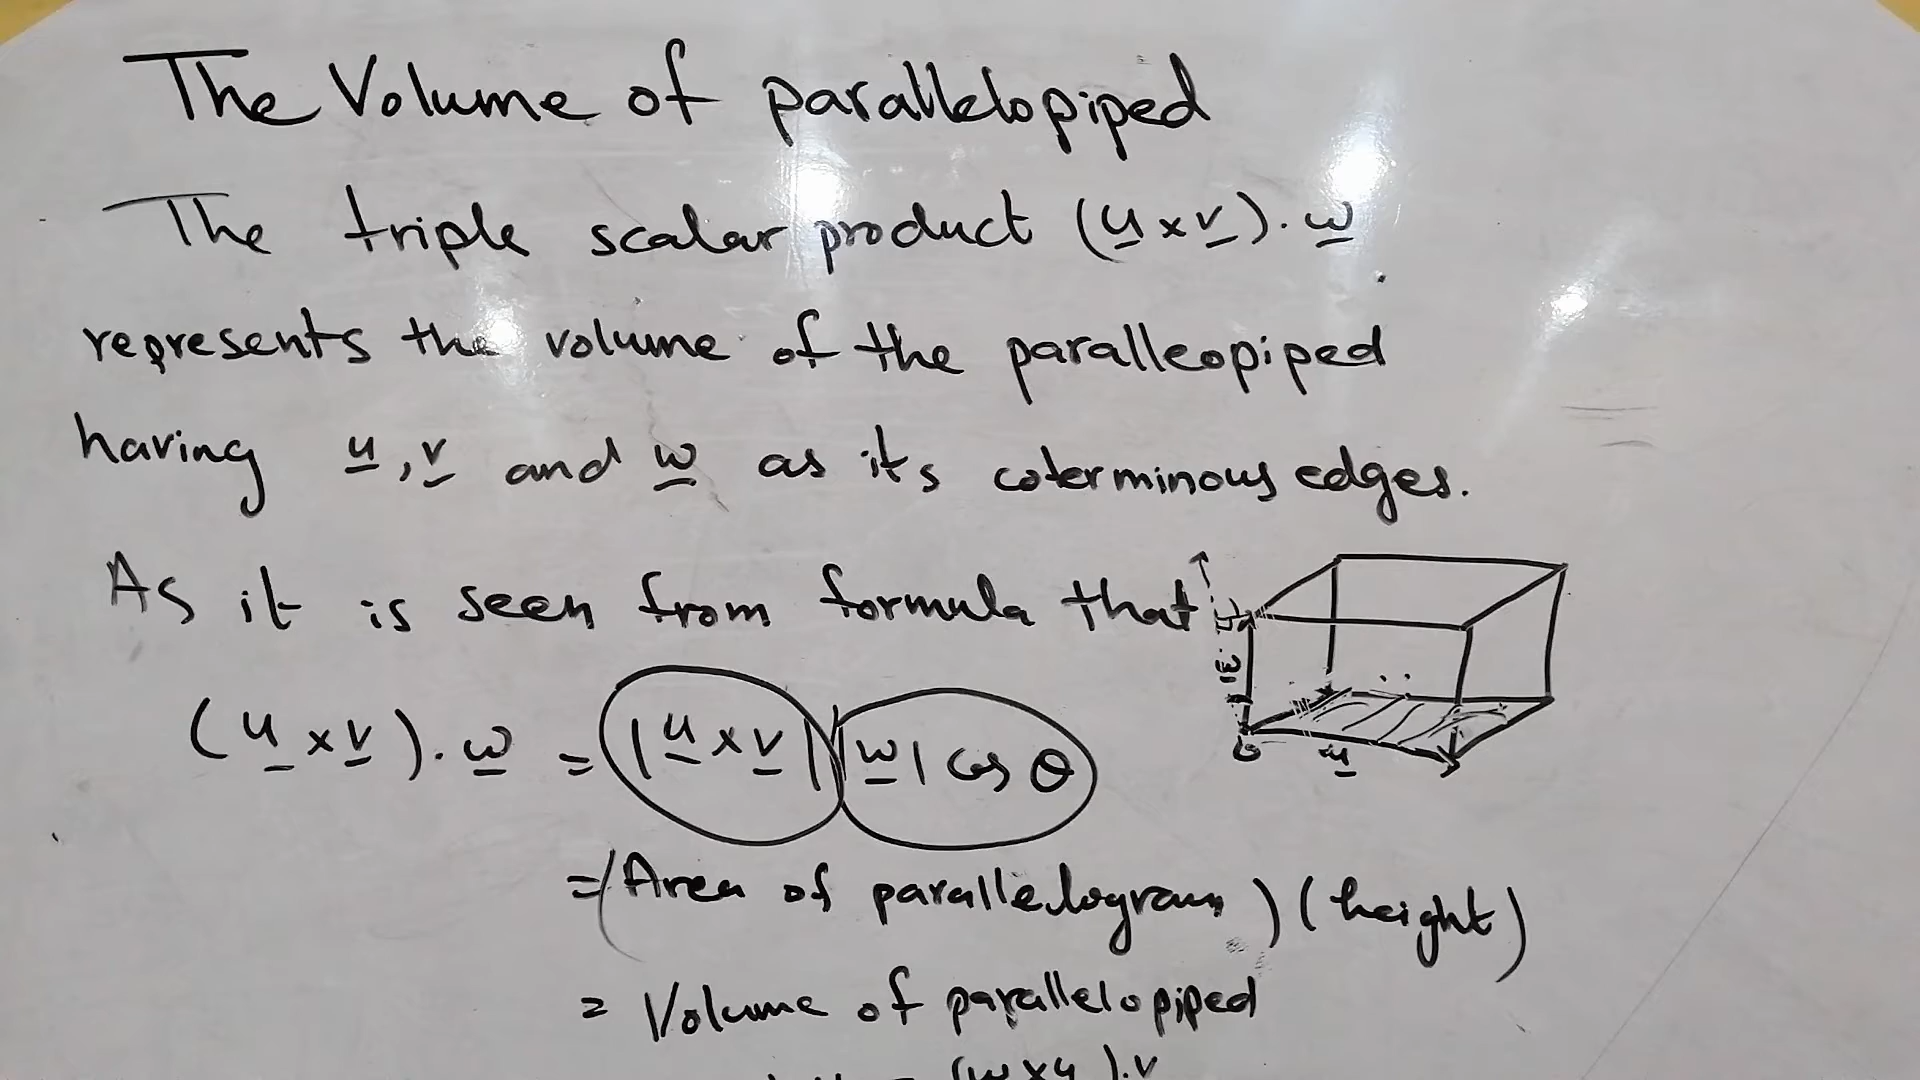 The Volume of parallelopiped
The triple scalar product (u × v) . w
represents the volume of the paralleopiped
having u, v and w as its coterminous edges.
As it is seen from formula that
w
u
(u × v) . w = |u × v| |w| cos θ
= (Area of parallelogram) (height)
= Volume of parallelopiped
= (w × u) . v